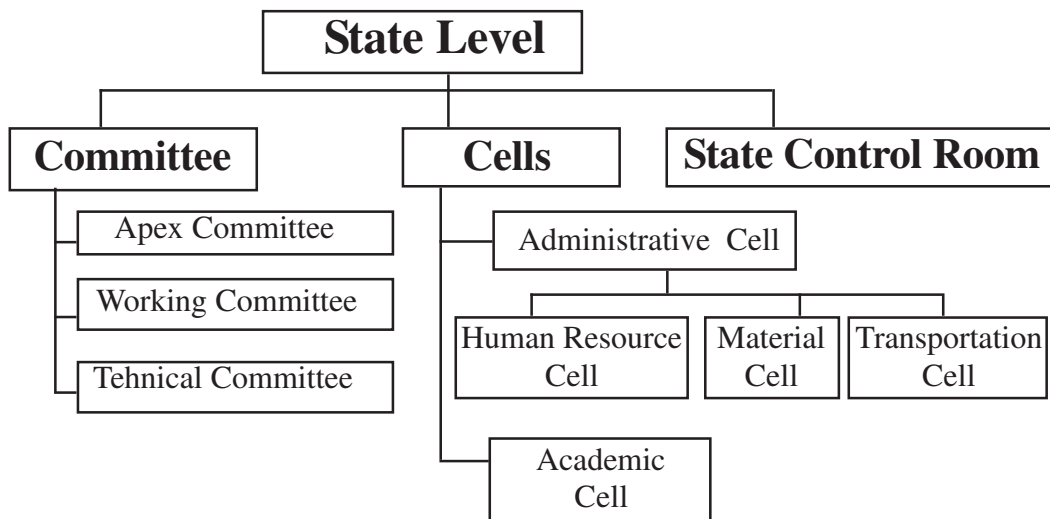 State Level
Committee
Cells
State Control Room
Apex Committee
Working Committee
Tehnical Committee
Administrative Cell
Human Resource
Cell
Material
Cell
Transportation
Cell
Academic
Cell